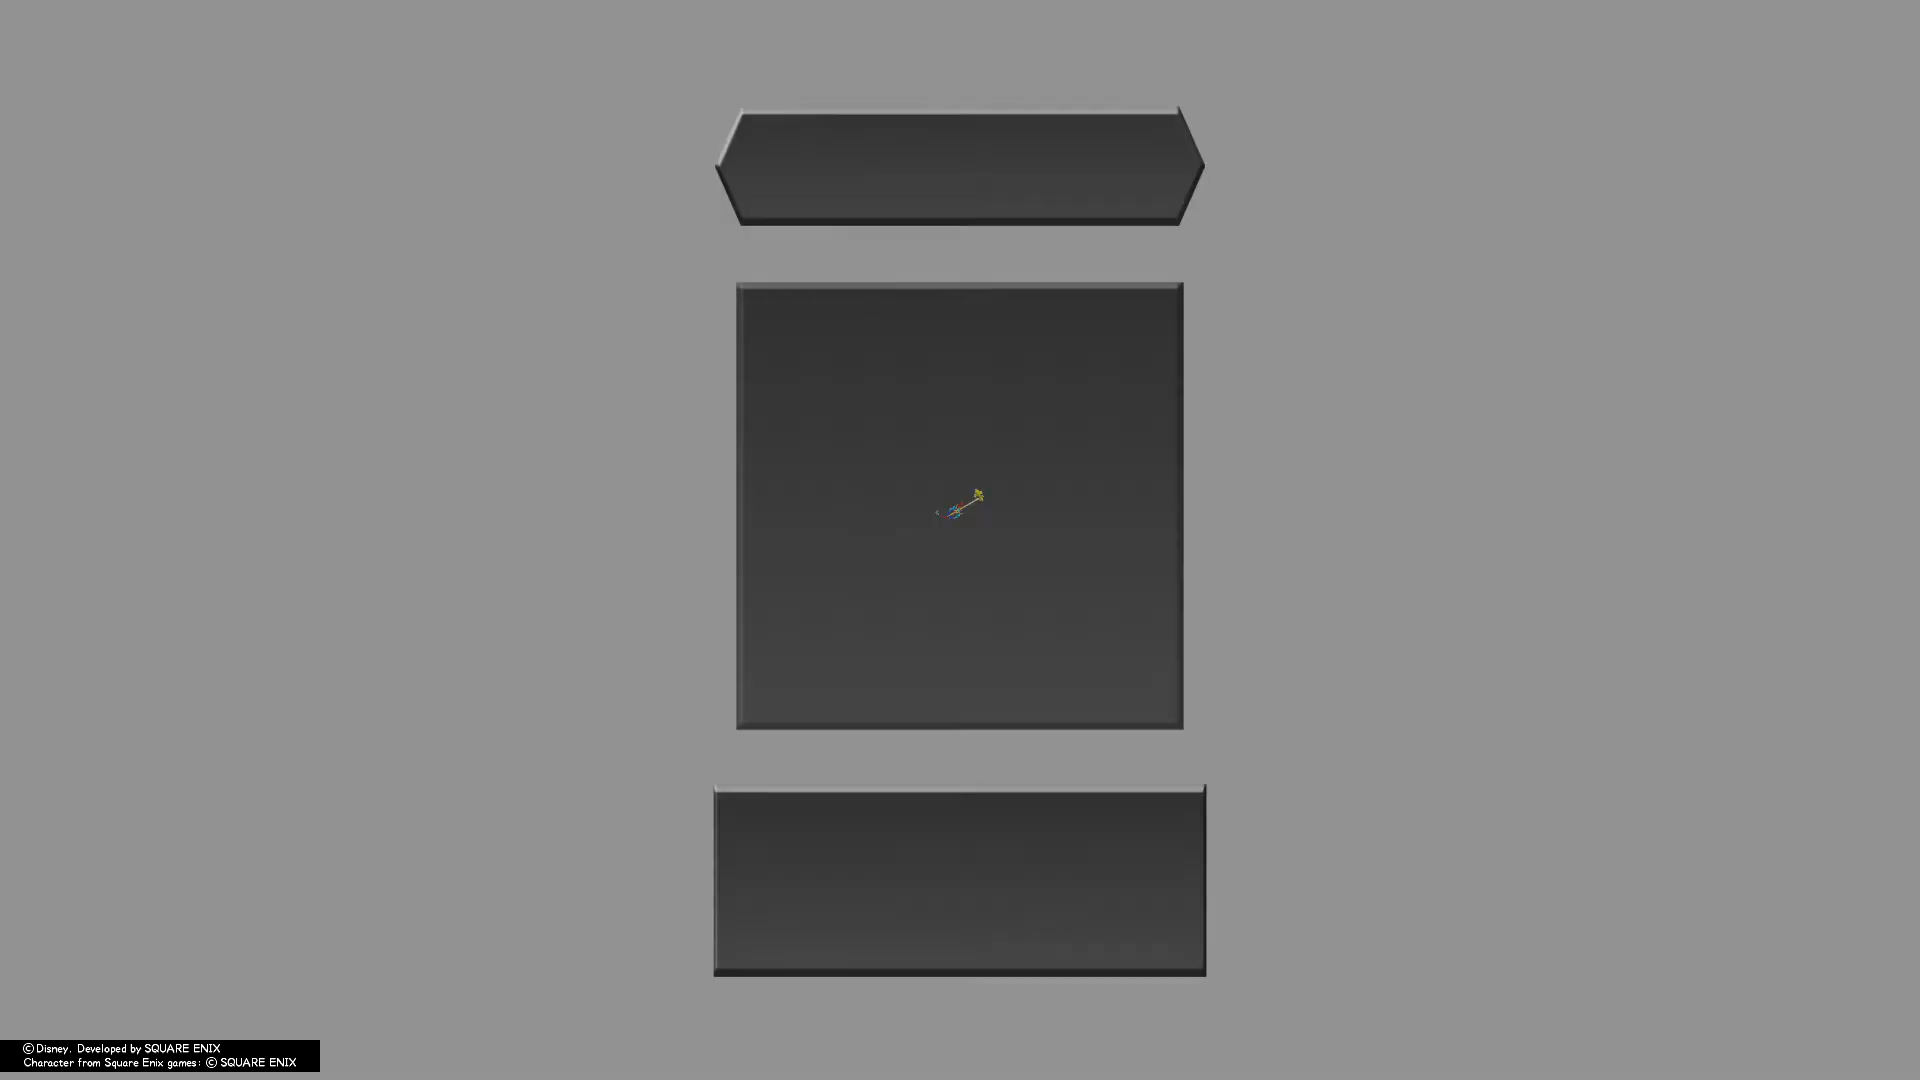 ©Disney. Developed by SQUARE ENIX
Character from Square Enix games: © SQUARE ENIX